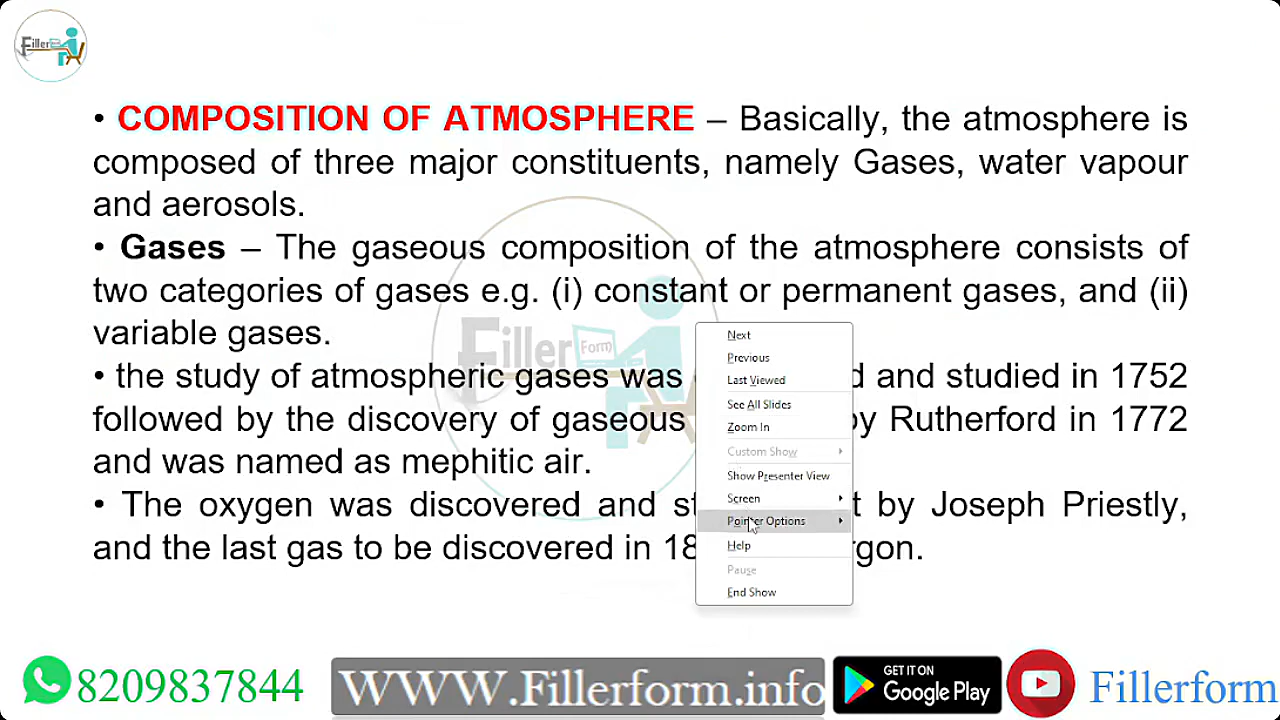 Filler
• COMPOSITION OF ATMOSPHERE – Basically, the atmosphere is
composed of three major constituents, namely Gases, water vapour
and aerosols.
• Gases – The gaseous composition of the atmosphere consists of
two categories of gases e.g. (i) constant or permanent gases, and (ii)
variable gases.
Filler Form
• the study of atmospheric gases was d and studied in 1752
followed by the discovery of gaseous by Rutherford in 1772
and was named as mephitic air.
• The oxygen was discovered and st t by Joseph Priestly,
and the last gas to be discovered in 18 rgon.
Next
Previous
Last Viewed
See All Slides
Zoom In
Custom Show
Show Presenter View
Screen
Pointer Options
Help
Pause
End Show
8209837844
WWW.Fillerform.info
GET IT ON
Google Play
Fillerform